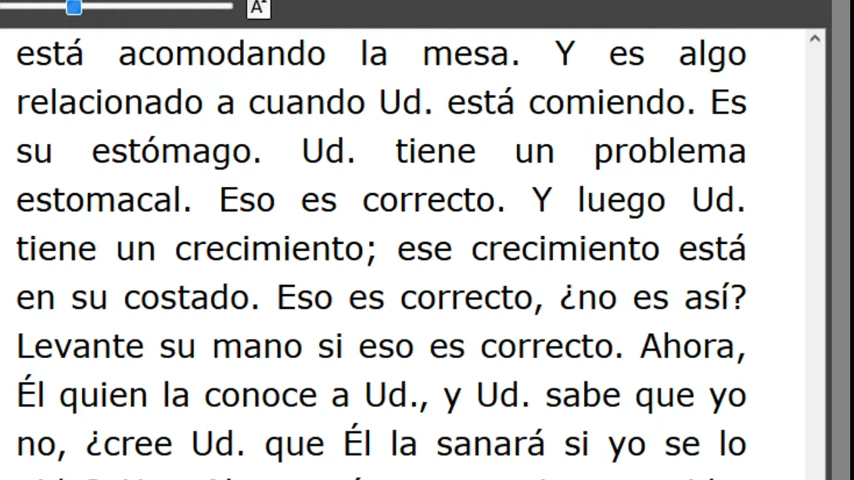 A
está acomodando la mesa. Y es algo
relacionado a cuando Ud. está comiendo. Es
su estómago. Ud. tiene un problema
estomacal. Eso es correcto. Y luego Ud.
tiene un crecimiento; ese crecimiento está
en su costado. Eso es correcto, ¿no es así?
Levante su mano si eso es correcto. Ahora,
Él quien la conoce a Ud., y Ud. sabe que yo
no, ¿cree Ud. que Él la sanará si yo se lo